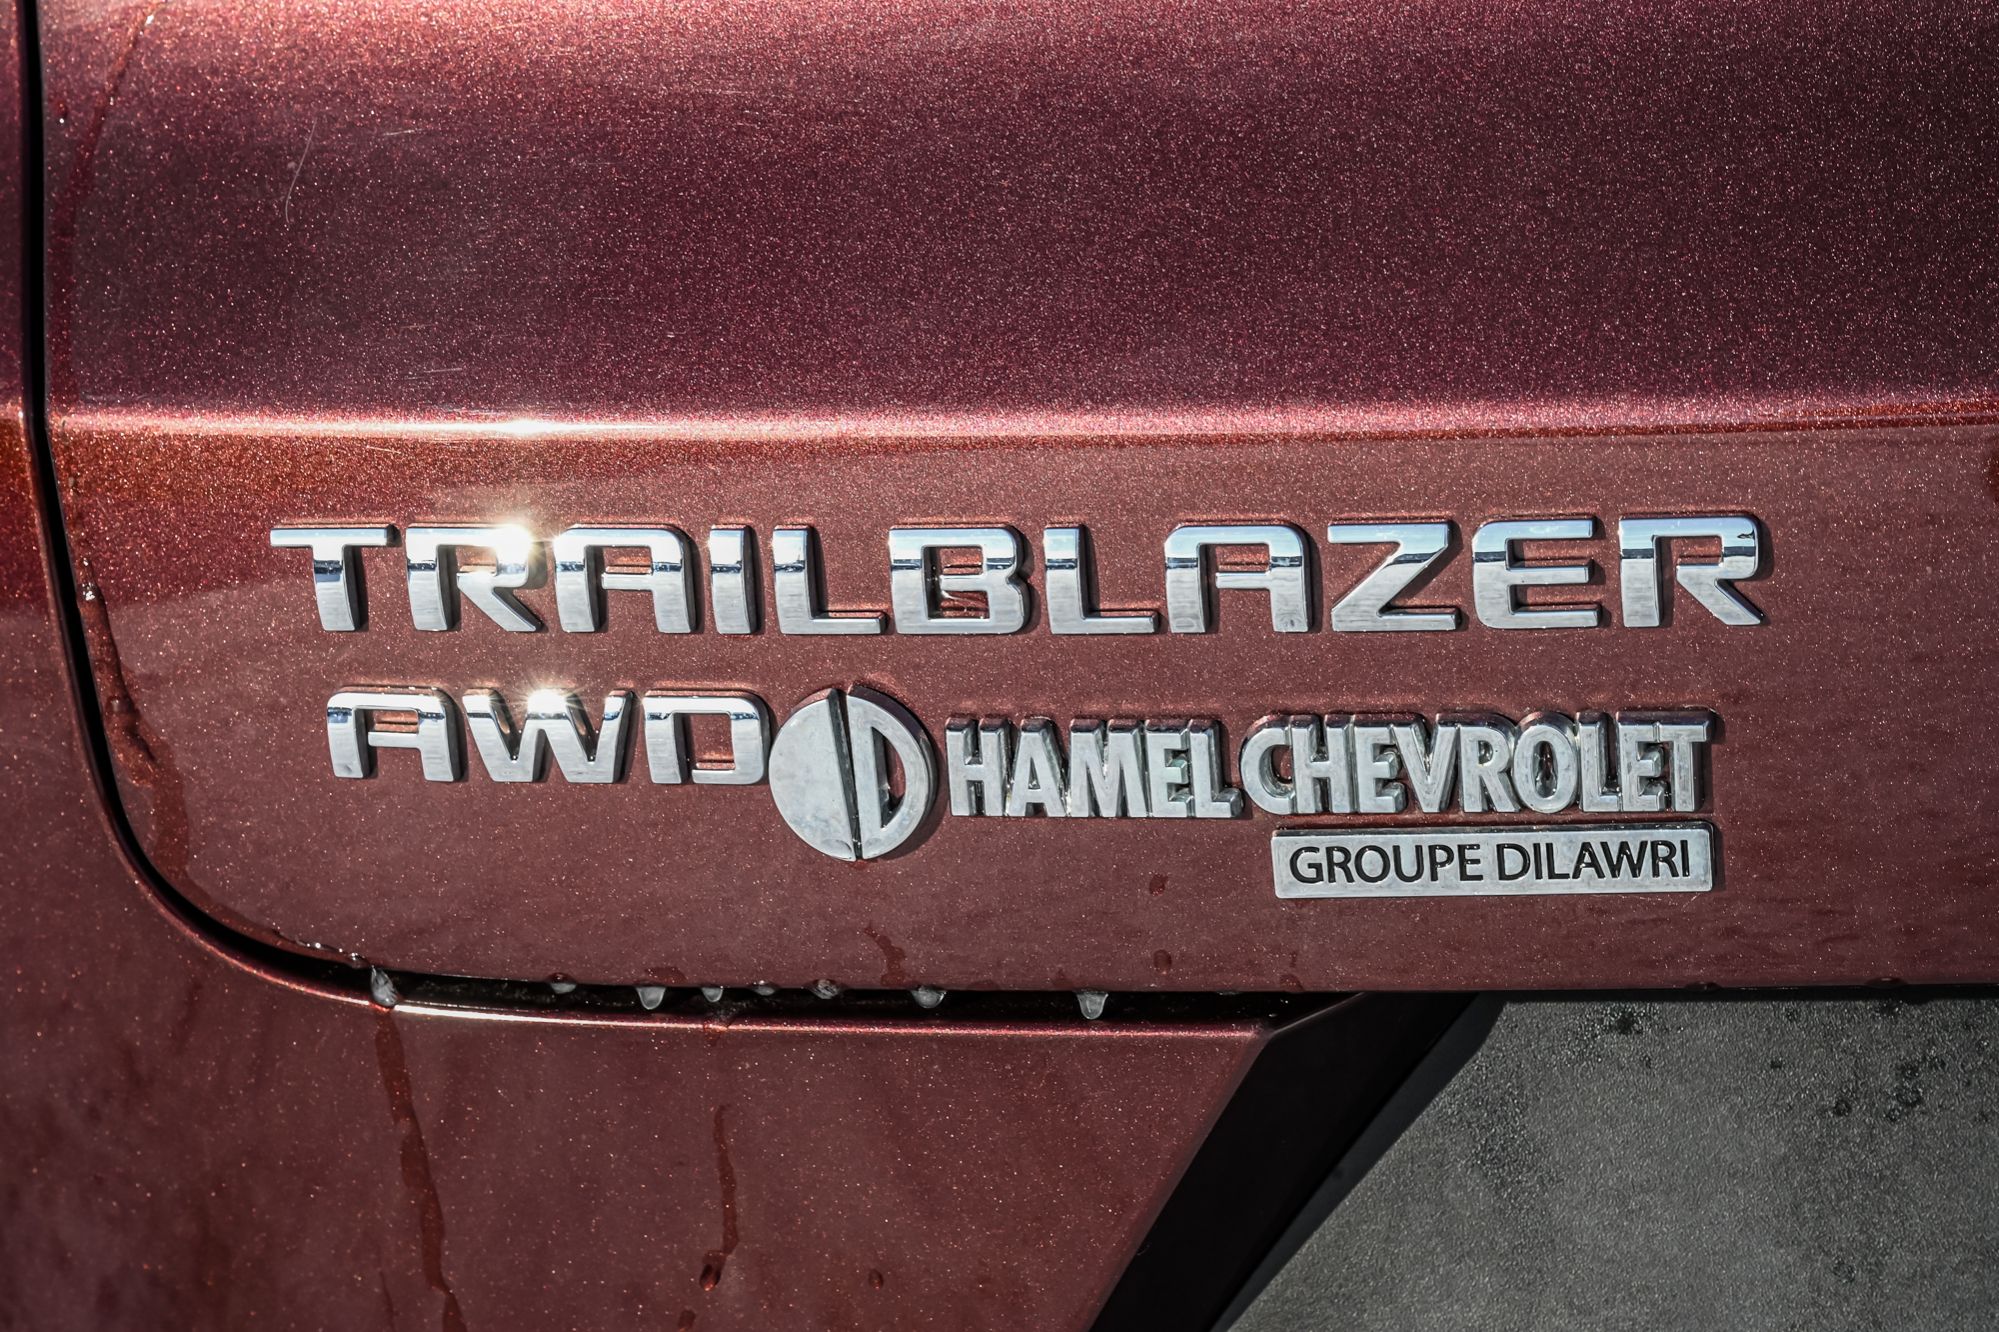 TRAILBLAZER
AWD HAMEL CHEVROLET
GROUPE DILAWRI